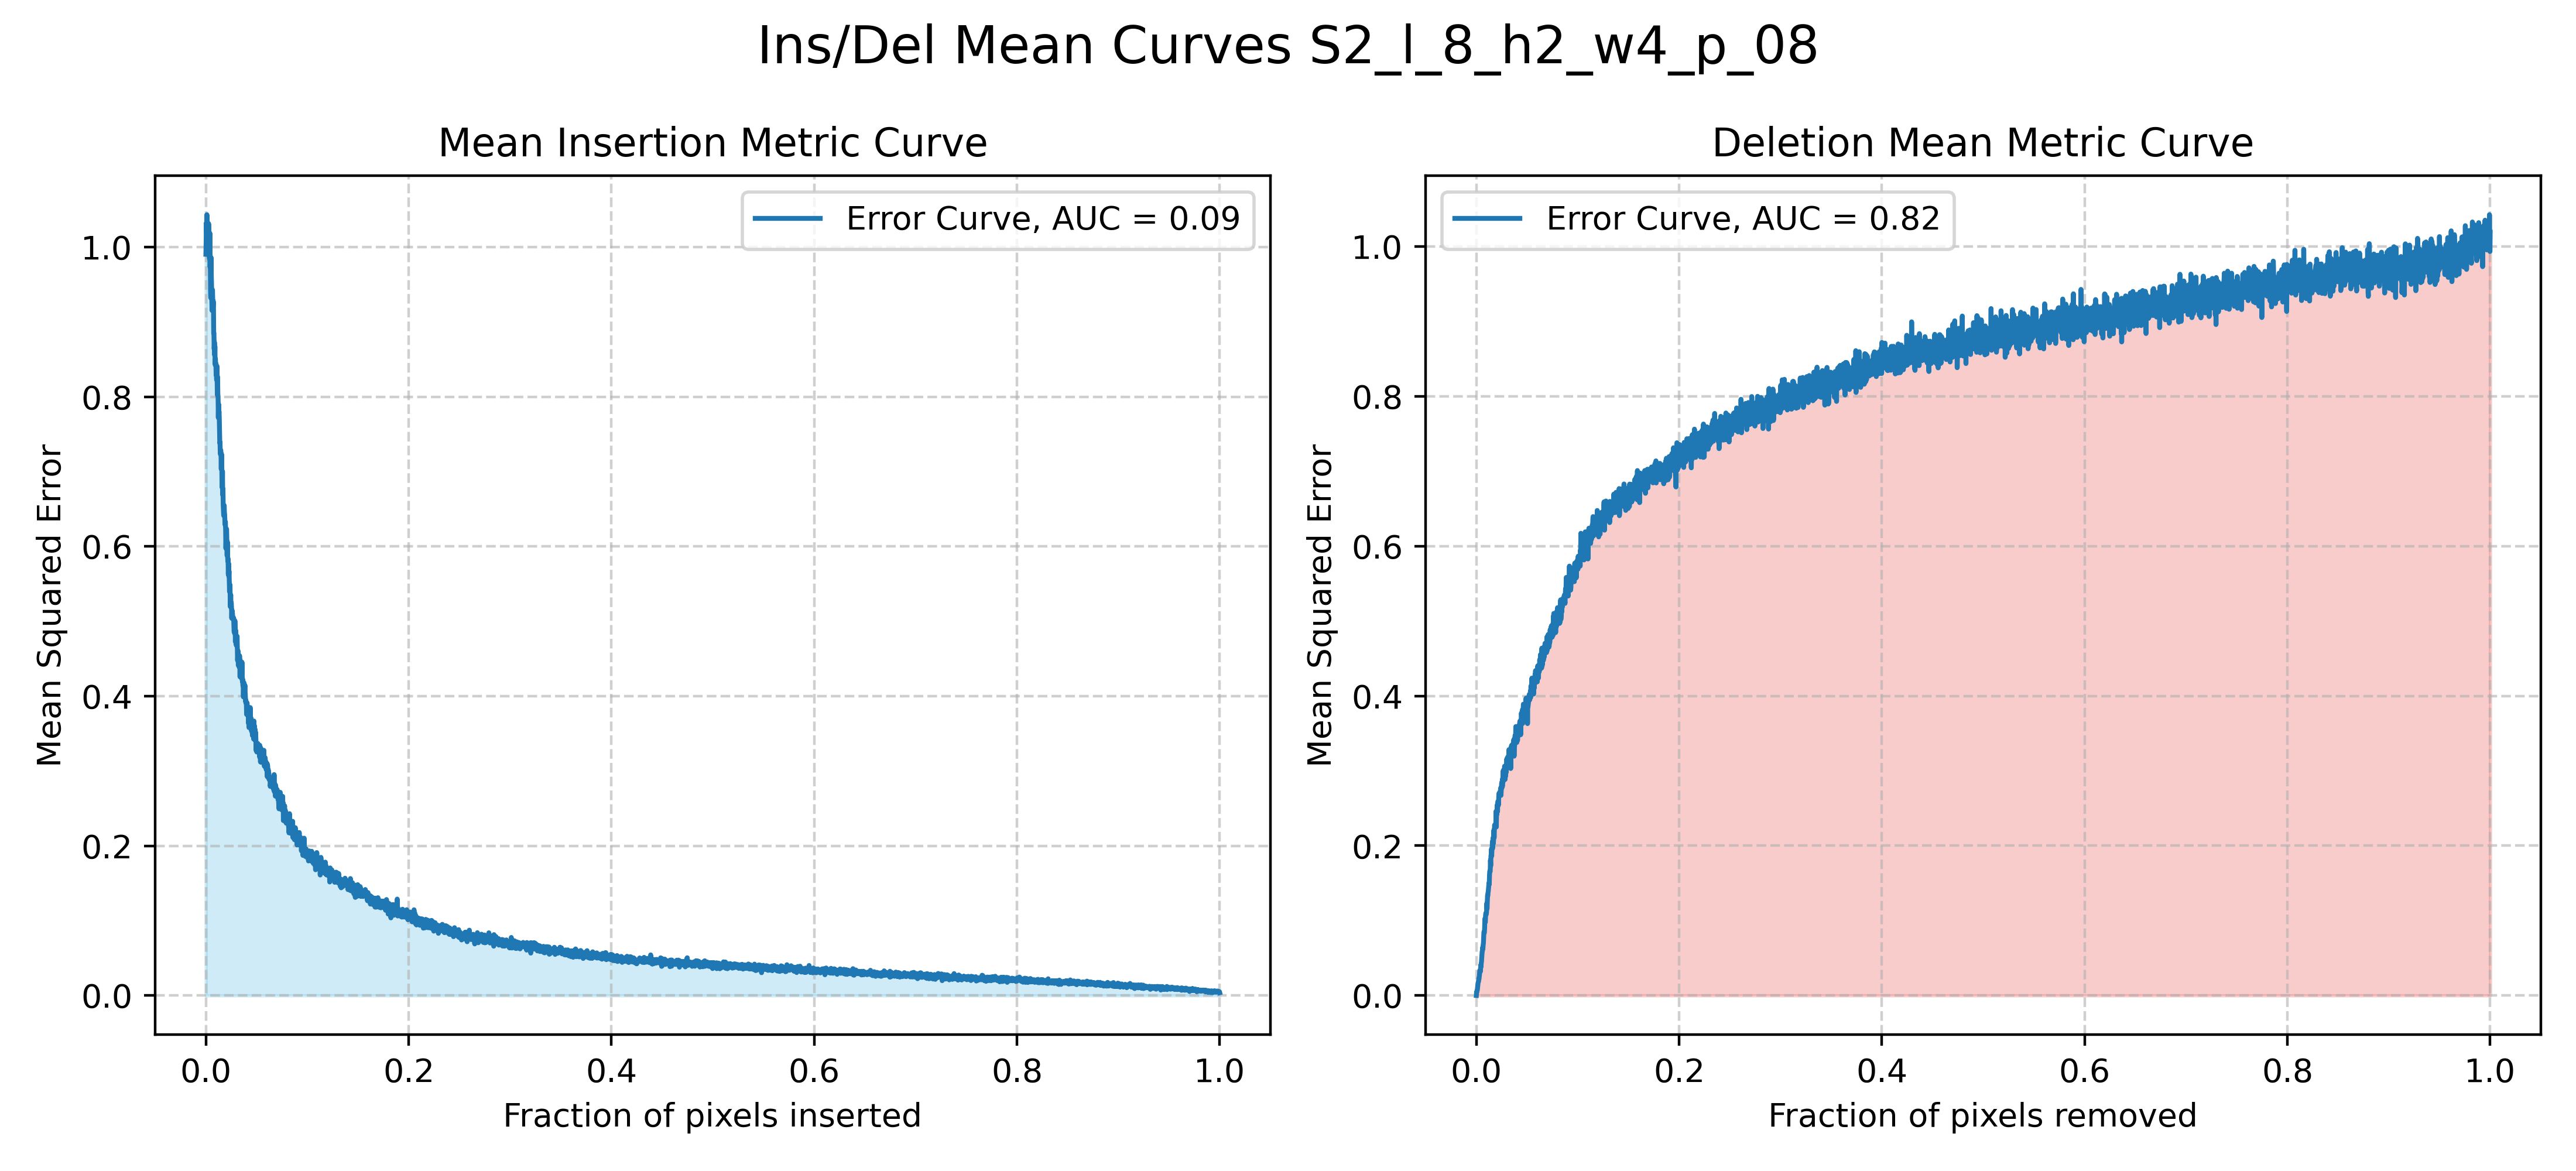 Ins/Del Mean Curves S2_l_8_h2_w4_p_08
Mean Insertion Metric Curve
Error Curve, AUC = 0.09
1.0
0.8
0.6
0.4
0.2
0.0
Mean Squared Error
0.0 0.2 0.4 0.6 0.8 1.0
Fraction of pixels inserted
Deletion Mean Metric Curve
Error Curve, AUC = 0.82
1.0
0.8
0.6
0.4
0.2
0.0
Mean Squared Error
0.0 0.2 0.4 0.6 0.8 1.0
Fraction of pixels removed